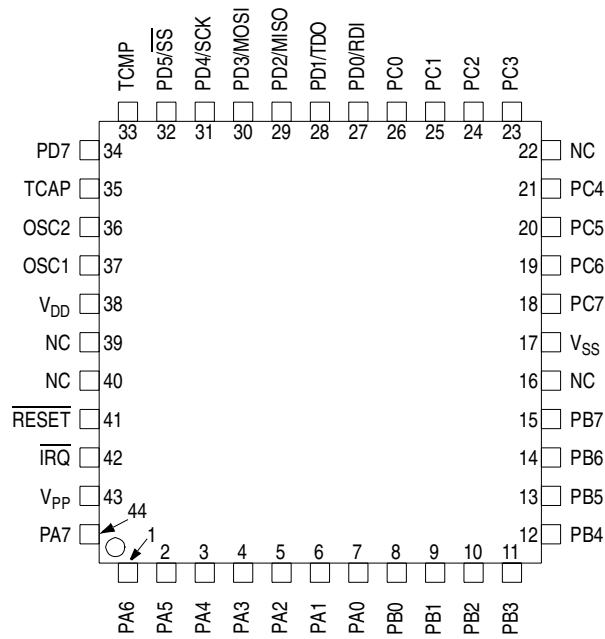 TCMP
PD5/SS
PD4/SCK
PD3/MOSI
PD2/MISO
PD1/TDO
PD0/RDI
PC0
PC1
PC2
PC3
33 32 31 30 29 28 27 26 25 24 23
PD7 34 22 NC
TCAP 35 21 PC4
OSC2 36 20 PC5
OSC1 37 19 PC6
VDD 38 18 PC7
NC 39 17 VSS
NC 40 16 NC
RESET 41 15 PB7
IRQ 42 14 PB6
VPP 43 13 PB5
PA7 44 12 PB4
1 2 3 4 5 6 7 8 9 10 11
PA6
PA5
PA4
PA3
PA2
PA1
PA0
PB0
PB1
PB2
PB3